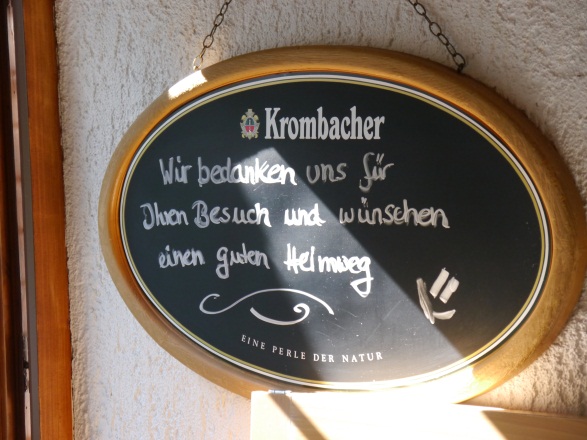 Krombacher
Wir bedanken uns für
Ihren Besuch und wünschen
einen guten Heimweg
EINE PERLE DER NATUR